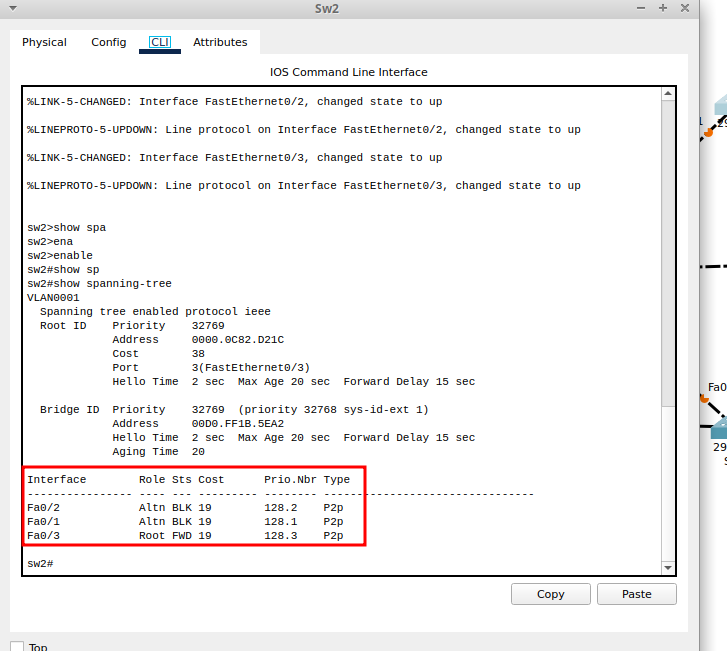 Sw2
Physical Config CLI Attributes
IOS Command Line Interface
%LINK-5-CHANGED: Interface FastEthernet0/2, changed state to up
%LINEPROTO-5-UPDOWN: Line protocol on Interface FastEthernet0/2, changed state to up
%LINK-5-CHANGED: Interface FastEthernet0/3, changed state to up
%LINEPROTO-5-UPDOWN: Line protocol on Interface FastEthernet0/3, changed state to up
sw2>show spa
sw2>ena
sw2>enable
sw2#show sp
sw2#show spanning-tree
VLAN0001
  Spanning tree enabled protocol ieee
  Root ID    Priority    32769
             Address     0000.0C82.D21C
             Cost        38
             Port        3(FastEthernet0/3)
             Hello Time  2 sec  Max Age 20 sec  Forward Delay 15 sec
  Bridge ID  Priority    32769  (priority 32768 sys-id-ext 1)
             Address     00D0.FF1B.5EA2
             Hello Time  2 sec  Max Age 20 sec  Forward Delay 15 sec
             Aging Time  20
Interface        Role Sts Cost      Prio.Nbr Type
---------------- ---- --- --------- -------- --------------------------------
Fa0/2            Altn BLK 19        128.2    P2p
Fa0/1            Altn BLK 19        128.1    P2p
Fa0/3            Root FWD 19        128.3    P2p
sw2#
Copy Paste
Top
1
29
Fa0
29
S